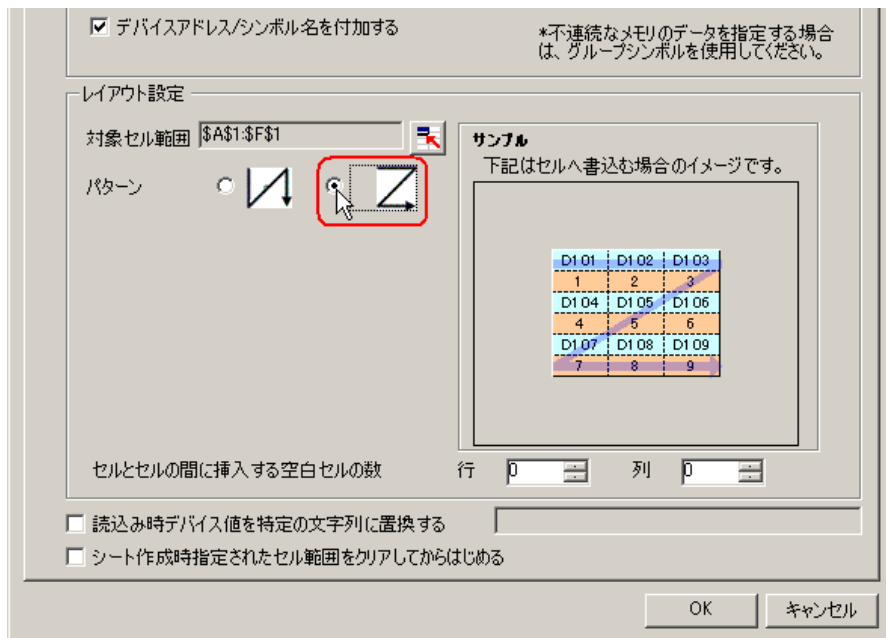 デバイスアドレス/シンボル名を付加する
*不連続なメモリのデータを指定する場合
は、グループシンボルを使用してください。
レイアウト設定
対象セル範囲 $A$1:$F$1
パターン
サンプル
下記はセルへ書込む場合のイメージです。
D101 D102 D103
1 2 3
D104 D105 D106
4 5 6
D107 D108 D109
7 8 9
セルとセルの間に挿入する空白セルの数 行 0 列 0
読込み時デバイス値を特定の文字列に置換する
シート作成時指定されたセル範囲をクリアしてからはじめる
OK キャンセル